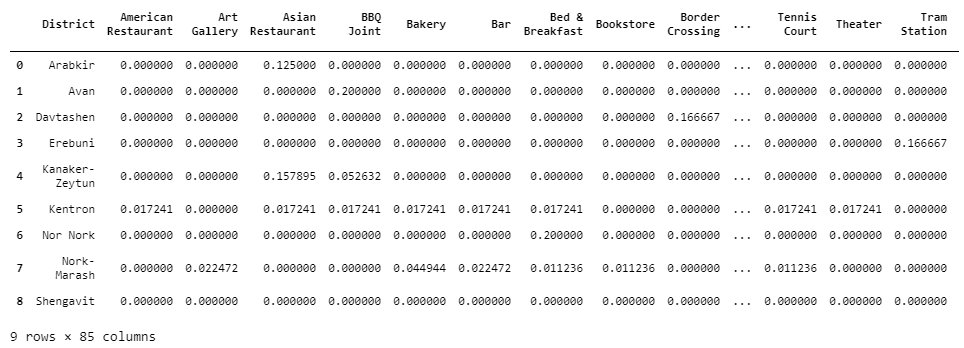 District American Restaurant Art Gallery Asian Restaurant BBQ Joint Bakery Bar Bed & Breakfast Bookstore Border Crossing ... Tennis Court Theater Tram Station
0 Arabkir 0.000000 0.000000 0.125000 0.000000 0.000000 0.000000 0.000000 0.000000 0.000000 ... 0.000000 0.000000 0.000000
1 Avan 0.000000 0.000000 0.000000 0.200000 0.000000 0.000000 0.000000 0.000000 0.000000 ... 0.000000 0.000000 0.000000
2 Davtashen 0.000000 0.000000 0.000000 0.000000 0.000000 0.000000 0.000000 0.000000 0.166667 ... 0.000000 0.000000 0.000000
3 Erebuni 0.000000 0.000000 0.000000 0.000000 0.000000 0.000000 0.000000 0.000000 0.000000 ... 0.000000 0.000000 0.166667
4 Kanaker-Zeytun 0.000000 0.000000 0.157895 0.052632 0.000000 0.000000 0.000000 0.000000 0.000000 ... 0.000000 0.000000 0.000000
5 Kentron 0.017241 0.000000 0.017241 0.017241 0.017241 0.017241 0.017241 0.000000 0.000000 ... 0.017241 0.017241 0.000000
6 Nor Nork 0.000000 0.000000 0.000000 0.000000 0.000000 0.000000 0.200000 0.000000 0.000000 ... 0.000000 0.000000 0.000000
7 Nork-Marash 0.000000 0.022472 0.000000 0.000000 0.044944 0.022472 0.011236 0.011236 0.000000 ... 0.011236 0.000000 0.000000
8 Shengavit 0.000000 0.000000 0.000000 0.000000 0.000000 0.000000 0.000000 0.000000 0.000000 ... 0.000000 0.000000 0.000000
9 rows × 85 columns